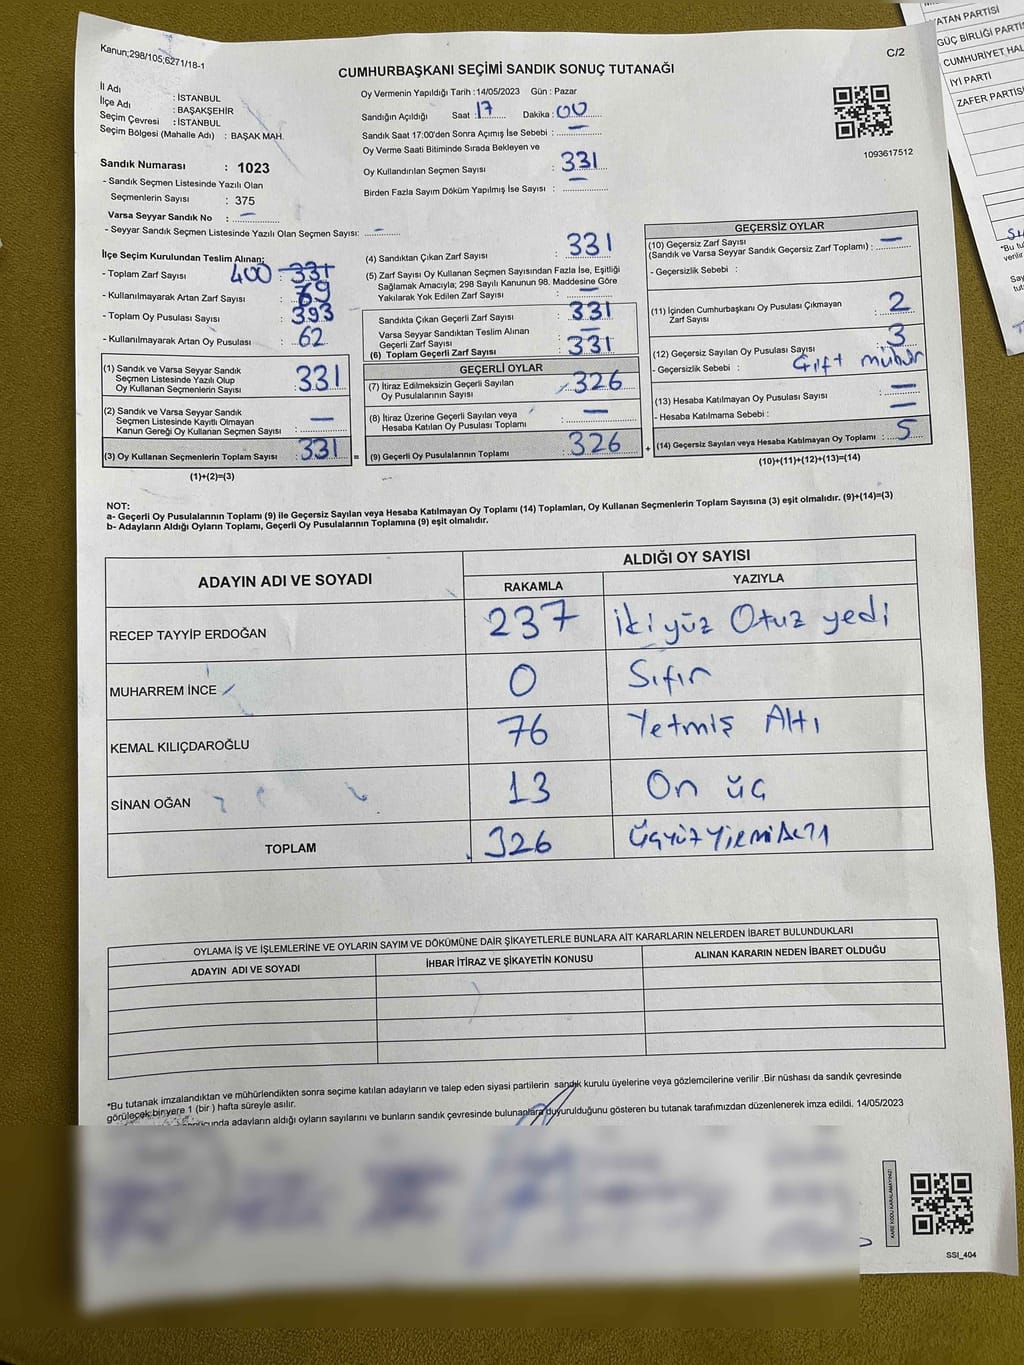 Kanun;298/105;6271/18-1
C/2
CUMHURBAŞKANI SEÇİMİ SANDIK SONUÇ TUTANAĞI
İl Adı : İSTANBUL
İlçe Adı : BAŞAKŞEHİR
Seçim Çevresi : İSTANBUL
Seçim Bölgesi (Mahalle Adı) : BAŞAK MAH.
Sandık Numarası : 1023
- Sandık Seçmen Listesinde Yazılı Olan
Seçmenlerin Sayısı : 375
Varsa Seyyar Sandık No : —
- Seyyar Sandık Seçmen Listesinde Yazılı Olan Seçmen Sayısı: —
Oy Vermenin Yapıldığı Tarih : 14/05/2023 Gün : Pazar
Sandığın Açıldığı Saat : 17 Dakika : 00
Sandık Saat 17:00'den Sonra Açımış İse Sebebi : —
Oy Verme Saati Bitiminde Sırada Bekleyen ve
Oy Kullandırılan Seçmen Sayısı : 331
Birden Fazla Sayım Döküm Yapılmış İse Sayısı : —
1093617512
İlçe Seçim Kurulundan Teslim Alınan;
- Toplam Zarf Sayısı 400 : 331
- Kullanılmayarak Artan Zarf Sayısı : 69
- Toplam Oy Pusulası Sayısı : 393
- Kullanılmayarak Artan Oy Pusulası : 62
(1) Sandık ve Varsa Seyyar Sandık
Seçmen Listesinde Yazılı Olup
Oy Kullanan Seçmenlerin Sayısı : 331
(2) Sandık ve Varsa Seyyar Sandık
Seçmen Listesinde Kayıtlı Olmayan
Kanun Gereği Oy Kullanan Seçmen Sayısı : —
(3) Oy Kullanan Seçmenlerin Toplam Sayısı : 331
(1)+(2)=(3)
=
(4) Sandıktan Çıkan Zarf Sayısı : 331
(5) Zarf Sayısı Oy Kullanan Seçmen Sayısından Fazla İse, Eşitliği
Sağlamak Amacıyla; 298 Sayılı Kanunun 98. Maddesine Göre
Yakılarak Yok Edilen Zarf Sayısı : —
Sandıkta Çıkan Geçerli Zarf Sayısı : 331
Varsa Seyyar Sandıktan Teslim Alınan
Geçerli Zarf Sayısı : —
(6) Toplam Geçerli Zarf Sayısı : 331
GEÇERLİ OYLAR
(7) İtiraz Edilmeksizin Geçerli Sayılan
Oy Pusulalarının Sayısı : 326
(8) İtiraz Üzerine Geçerli Sayılan veya
Hesaba Katılan Oy Pusulası Toplamı : —
(9) Geçerli Oy Pusulalarının Toplamı : 326
+
GEÇERSİZ OYLAR
(10) Geçersiz Zarf Sayısı
(Sandık ve Varsa Seyyar Sandık Geçersiz Zarf Toplamı) : —
- Geçersizlik Sebebi :
(11) İçinden Cumhurbaşkanı Oy Pusulası Çıkmayan
Zarf Sayısı : 2
(12) Geçersiz Sayılan Oy Pusulası Sayısı : 3
- Geçersizlik Sebebi : Çift mühür
(13) Hesaba Katılmayan Oy Pusulası Sayısı : —
- Hesaba Katılmama Sebebi : —
(14) Geçersiz Sayılan veya Hesaba Katılmayan Oy Toplamı : 5
(10)+(11)+(12)+(13)=(14)
NOT:
a- Geçerli Oy Pusulalarının Toplamı (9) ile Geçersiz Sayılan veya Hesaba Katılmayan Oy Toplamı (14) Toplamları, Oy Kullanan Seçmenlerin Toplam Sayısına (3) eşit olmalıdır. (9)+(14)=(3)
b- Adayların Aldığı Oyların Toplamı, Geçerli Oy Pusulalarının Toplamına (9) eşit olmalıdır.
ADAYIN ADI VE SOYADI ALDIĞI OY SAYISI
RAKAMLA YAZIYLA
RECEP TAYYİP ERDOĞAN 237 İkiyüz Otuz yedi
MUHARREM İNCE 0 Sıfır
KEMAL KILIÇDAROĞLU 76 Yetmiş Altı
SİNAN OĞAN 13 On üç
TOPLAM 326 ÜçyüzYirmiAltı
OYLAMA İŞ VE İŞLEMLERİNE VE OYLARIN SAYIM VE DÖKÜMÜNE DAİR ŞİKAYETLERLE BUNLARA AİT KARARLARIN NELERDEN İBARET BULUNDUKLARI
ADAYIN ADI VE SOYADI İHBAR İTİRAZ VE ŞİKAYETİN KONUSU ALINAN KARARIN NEDEN İBARET OLDUĞU
*Bu tutanak imzalandıktan ve mühürlendikten sonra seçime katılan adayların ve talep eden siyasi partilerin sandık kurulu üyelerine veya gözlemcilerine verilir .Bir nüshası da sandık çevresinde
görülecek bir yere 1 (bir ) hafta süreyle asılır.
adayların aldığı oyların sayılarını ve bunların sandık çevresinde bulunanlara duyurulduğunu gösteren bu tutanak tarafımızdan düzenlenerek imza edildi. 14/05/2023
KARE KODU KARALAMAYINIZ!
SSI_404
VATAN PARTİSİ
GÜÇ BİRLİĞİ PARTİSİ
CUMHURİYET HAL
İYİ PARTİ
ZAFER PARTİSİ